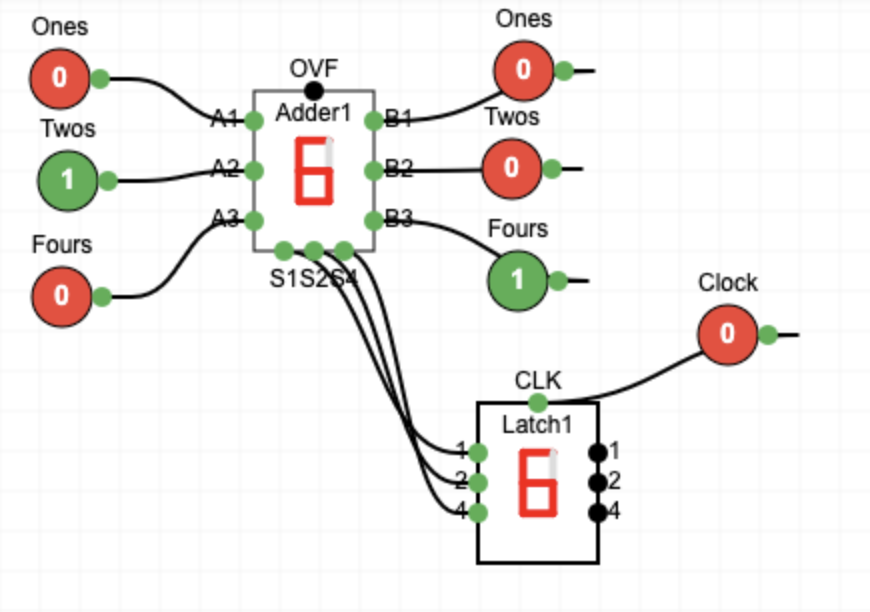 Ones
0
Twos
1
Fours
0
OVF
Adder1
A1
A2
A3
6
B1
B2
B3
S1S2S4
Ones
0
Twos
0
Fours
1
Clock
0
CLK
Latch1
1
2
4
6
1
2
4